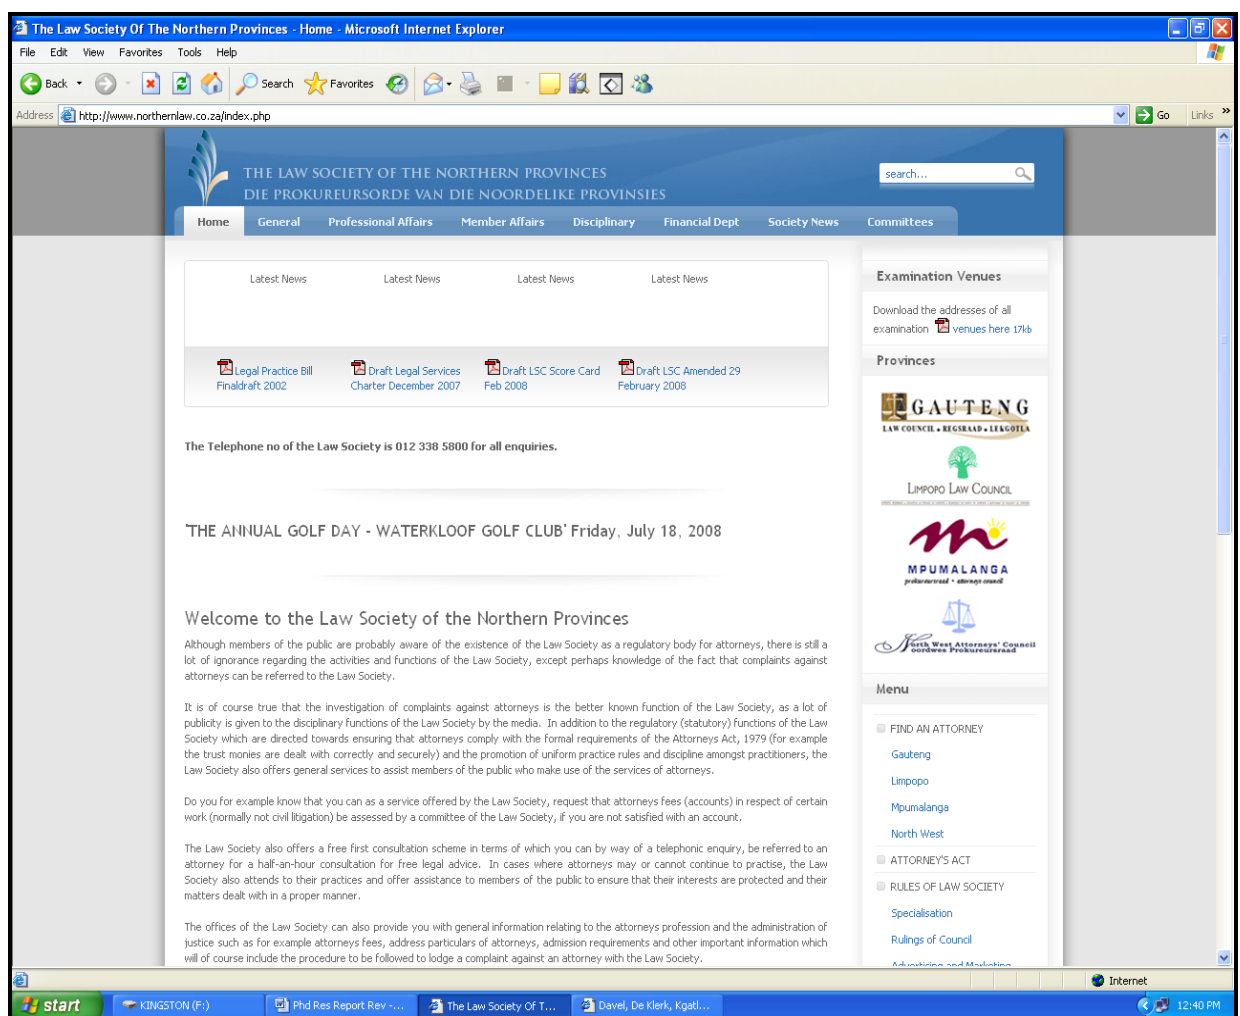 The Law Society Of The Northern Provinces - Home - Microsoft Internet Explorer
File Edit View Favorites Tools Help
Back Search Favorites
Address http://www.northernlaw.co.za/index.php Go Links »
THE LAW SOCIETY OF THE NORTHERN PROVINCES
DIE PROKUREURSORDE VAN DIE NOORDELIKE PROVINSIES
search...
Home General Professional Affairs Member Affairs Disciplinary Financial Dept Society News Committees
Latest News Latest News Latest News Latest News
Legal Practice Bill Finaldraft 2002
Draft Legal Services Charter December 2007
Draft LSC Score Card Feb 2008
Draft LSC Amended 29 February 2008
The Telephone no of the Law Society is 012 338 5800 for all enquiries.
'THE ANNUAL GOLF DAY - WATERKLOOF GOLF CLUB' Friday, July 18, 2008
Welcome to the Law Society of the Northern Provinces
Although members of the public are probably aware of the existence of the Law Society as a regulatory body for attorneys, there is still a
lot of ignorance regarding the activities and functions of the Law Society, except perhaps knowledge of the fact that complaints against
attorneys can be referred to the Law Society.
It is of course true that the investigation of complaints against attorneys is the better known function of the Law Society, as a lot of
publicity is given to the disciplinary functions of the Law Society by the media. In addition to the regulatory (statutory) functions of the Law
Society which are directed towards ensuring that attorneys comply with the formal requirements of the Attorneys Act, 1979 (for example
the trust monies are dealt with correctly and securely) and the promotion of uniform practice rules and discipline amongst practitioners, the
Law Society also offers general services to assist members of the public who make use of the services of attorneys.
Do you for example know that you can as a service offered by the Law Society, request that attorneys fees (accounts) in respect of certain
work (normally not civil litigation) be assessed by a committee of the Law Society, if you are not satisfied with an account.
The Law Society also offers a free first consultation scheme in terms of which you can by way of a telephonic enquiry, be referred to an
attorney for a half-an-hour consultation for free legal advice. In cases where attorneys may or cannot continue to practise, the Law
Society also attends to their practices and offer assistance to members of the public to ensure that their interests are protected and their
matters dealt with in a proper manner.
The offices of the Law Society can also provide you with general information relating to the attorneys profession and the administration of
justice such as for example attorneys fees, address particulars of attorneys, admission requirements and other important information which
will of course include the procedure to be followed to lodge a complaint against an attorney with the Law Society.
Examination Venues
Download the addresses of all
examination venues here 17kb
Provinces
GAUTENG
LAW COUNCIL • REGSRAAD • LEKGOTLA
LIMPOPO LAW COUNCIL
MPUMALANGA
prokureursraad • attorneys council
North West Attorneys' Council
Noordwes Prokureursraad
Menu
FIND AN ATTORNEY
Gauteng
Limpopo
Mpumalanga
North West
ATTORNEY'S ACT
RULES OF LAW SOCIETY
Specialisation
Rulings of Council
Advertising and Marketing
Internet
start KINGSTON (F:) Phd Res Report Rev -... The Law Society Of T... Davel, De Klerk, Kgatl... 12:40 PM